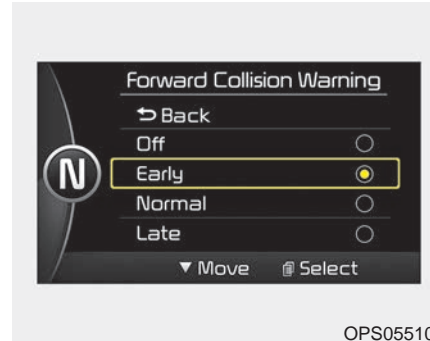 Forward Collision Warning
Back
Off
N
Early
Normal
Late
▼ Move Select
OPS05510